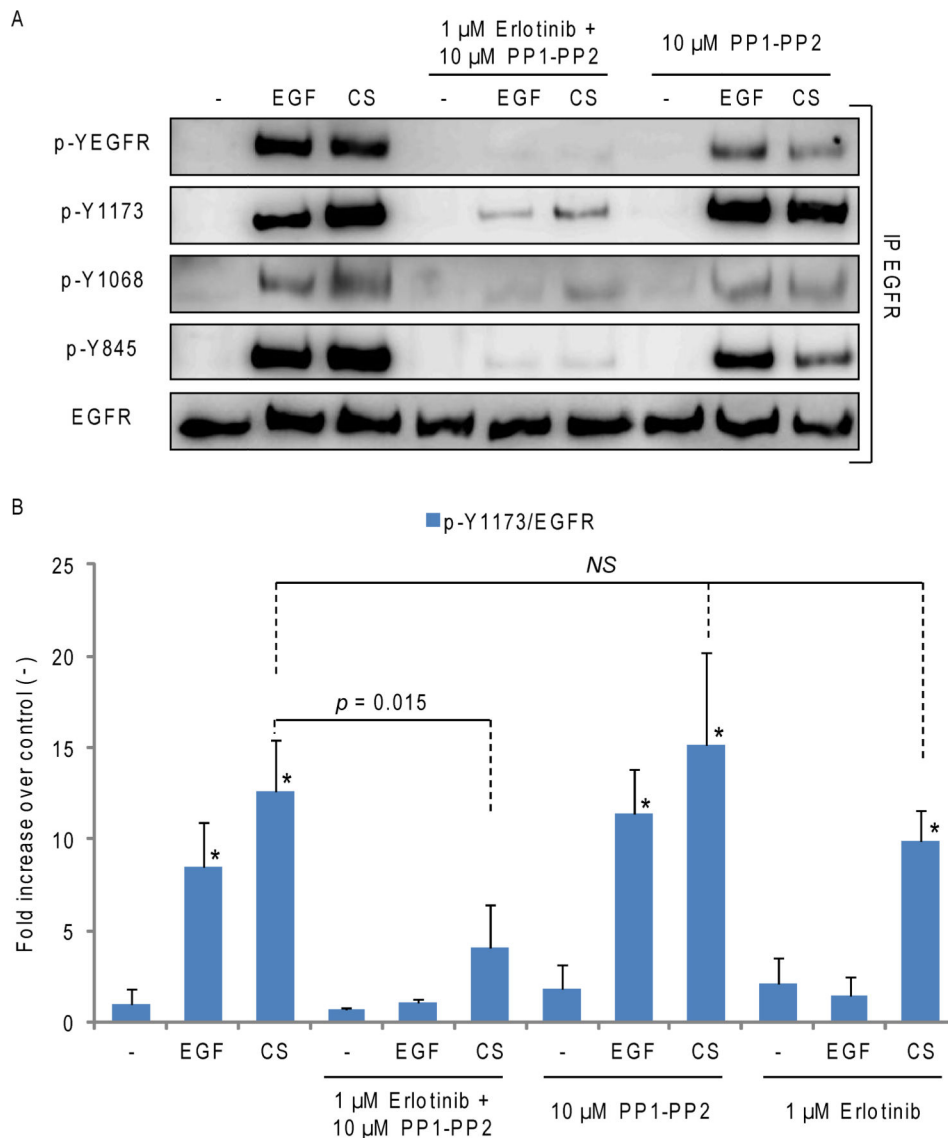 A
1 µM Erlotinib +
10 µM PP1-PP2
10 µM PP1-PP2
- EGF CS - EGF CS - EGF CS
p-YEGFR
p-Y1173
p-Y1068
p-Y845
EGFR
IP EGFR
B
p-Y1173/EGFR
Fold increase over control (-)
25
20
15
10
5
0
NS
p = 0.015
*
*
*
*
*
- EGF CS - EGF CS - EGF CS - EGF CS
1 µM Erlotinib +
10 µM PP1-PP2
10 µM PP1-PP2
1 µM Erlotinib